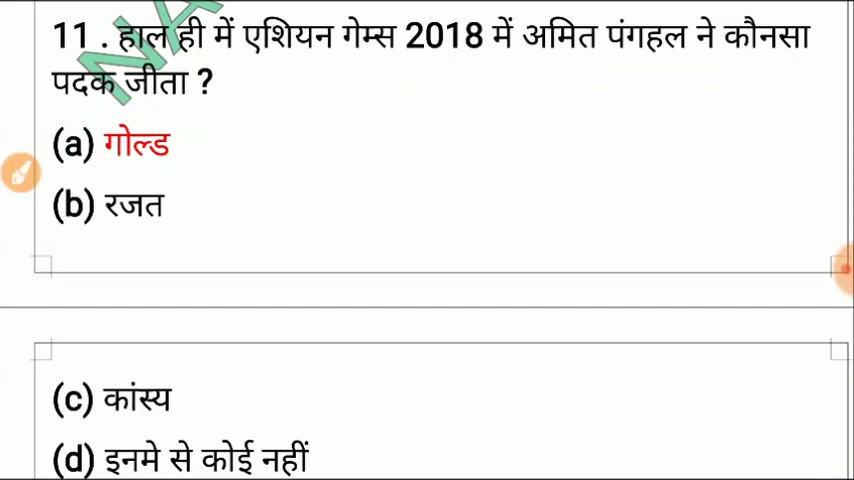 11 . हाल ही में एशियन गेम्स 2018 में अमित पंगहल ने कौनसा
पदक जीता ?
(a) गोल्ड
(b) रजत
(c) कांस्य
(d) इनमे से कोई नहीं